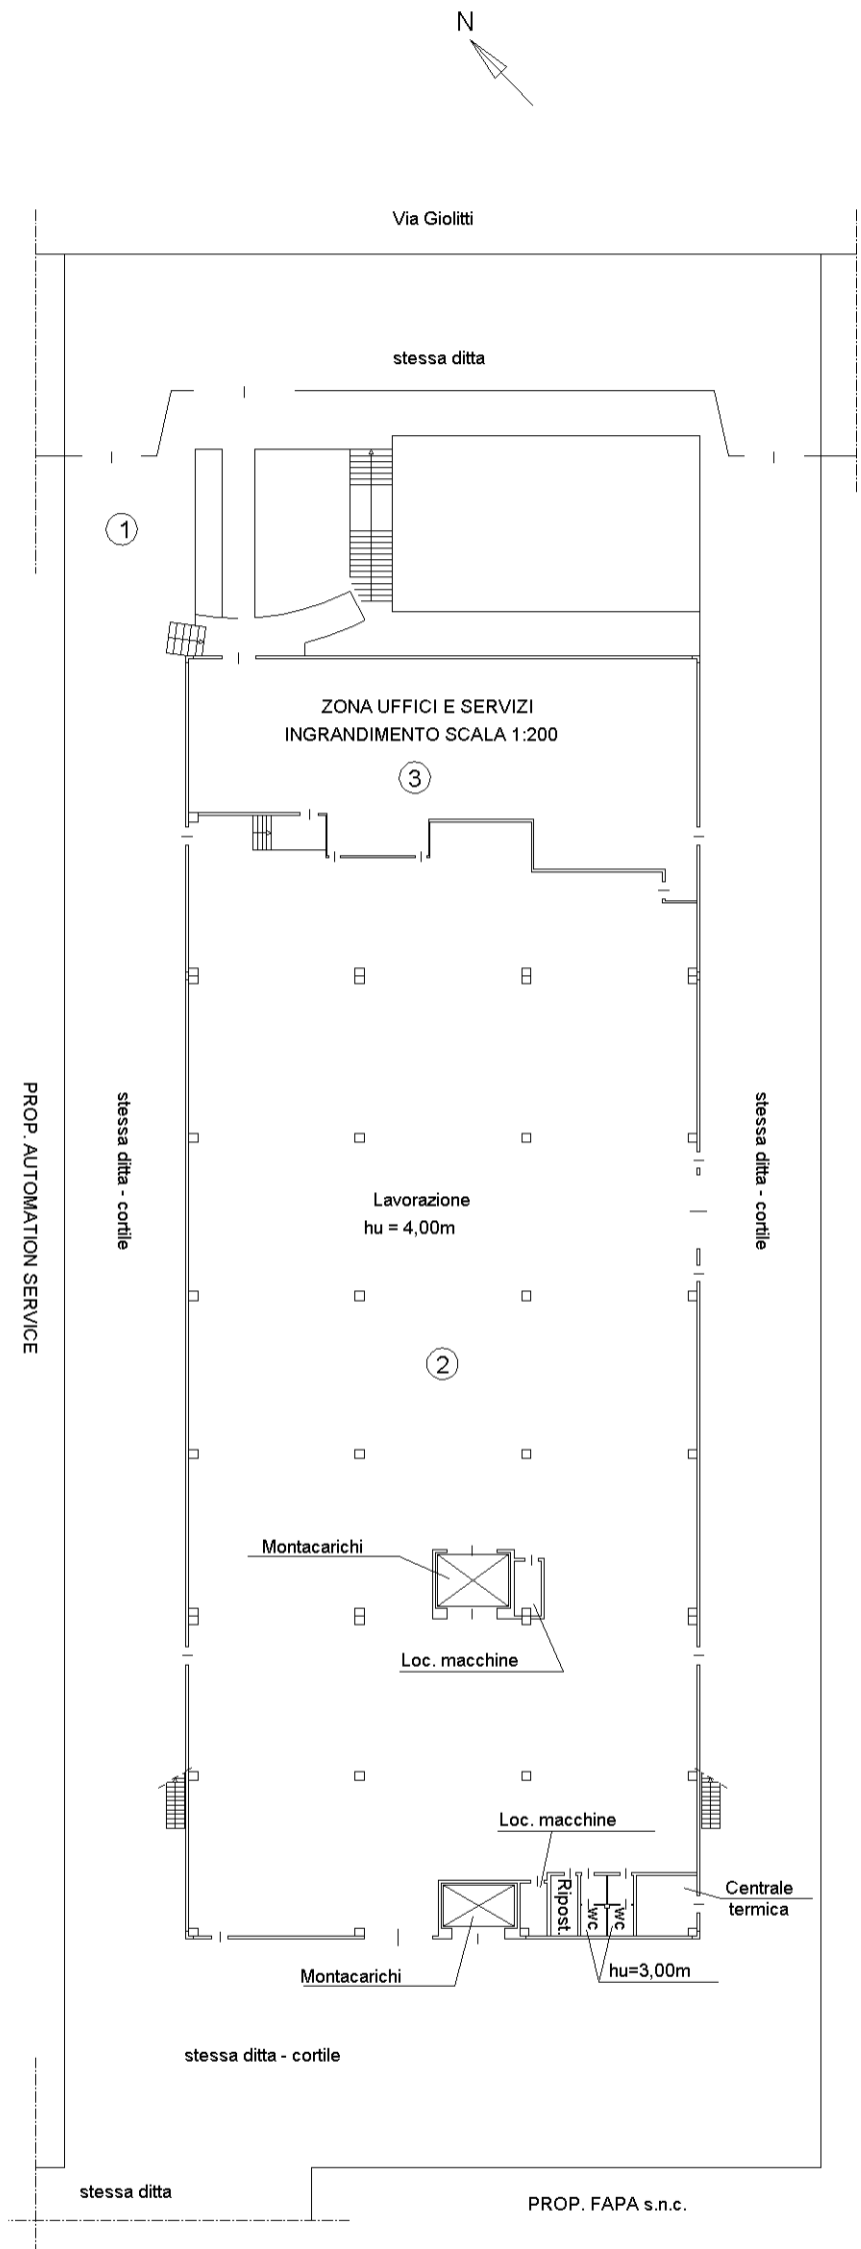 N
Via Giolitti
stessa ditta
1
ZONA UFFICI E SERVIZI
INGRANDIMENTO SCALA 1:200
3
PROP. AUTOMATION SERVICE
stessa ditta - cortile
stessa ditta - cortile
Lavorazione
hu = 4,00m
2
Montacarichi
Loc. macchine
Loc. macchine
Ripost.
wc
wc
Centrale
termica
Montacarichi
hu=3,00m
stessa ditta - cortile
stessa ditta
PROP. FAPA s.n.c.